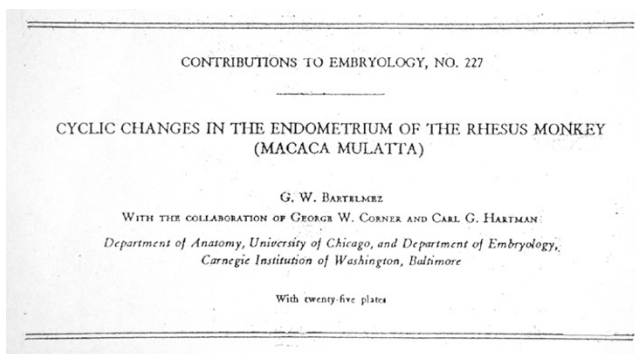 CONTRIBUTIONS TO EMBRYOLOGY, NO. 227
CYCLIC CHANGES IN THE ENDOMETRIUM OF THE RHESUS MONKEY
(MACACA MULATTA)
G. W. BARTELMEZ
WITH THE COLLABORATION OF GEORGE W. CORNER AND CARL G. HARTMAN
Department of Anatomy, University of Chicago, and Department of Embryology,
Carnegie Institution of Washington, Baltimore
With twenty-five plates